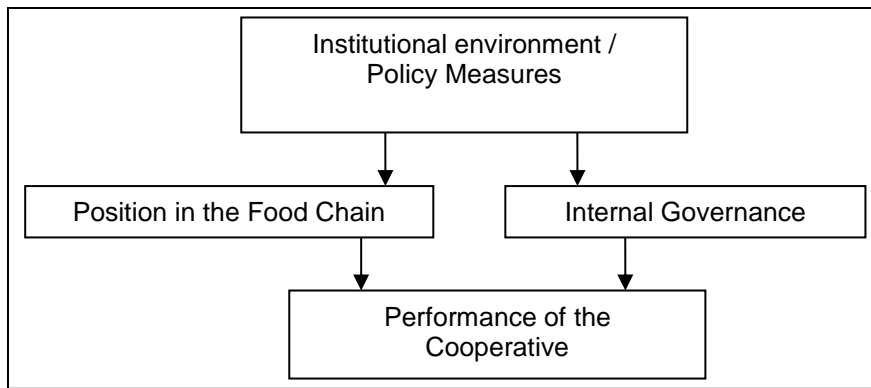 Institutional environment /
Policy Measures
Position in the Food Chain
Internal Governance
Performance of the
Cooperative